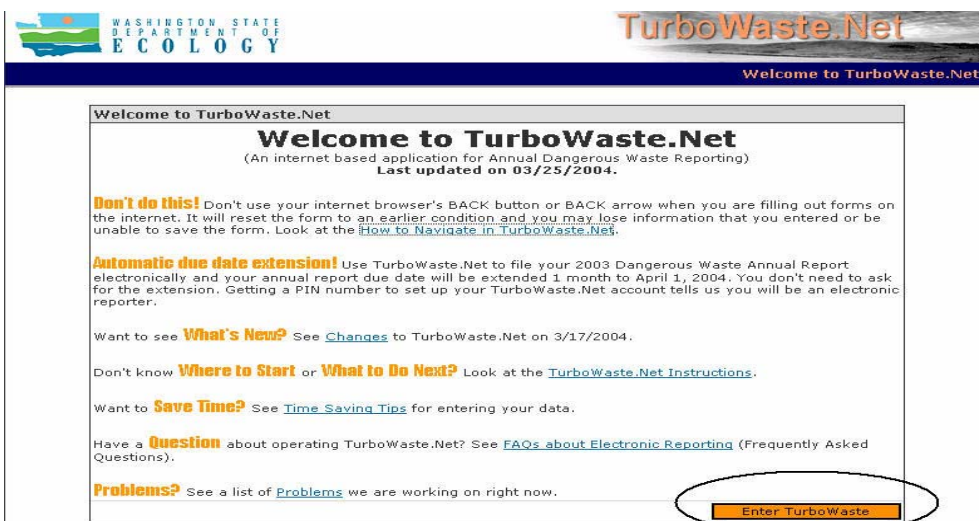 WASHINGTON STATE
DEPARTMENT OF
ECOLOGY
TurboWaste.Net
Welcome to TurboWaste.Net
Welcome to TurboWaste.Net
Welcome to TurboWaste.Net
(An internet based application for Annual Dangerous Waste Reporting)
Last updated on 03/25/2004.
Don't do this! Don't use your internet browser's BACK button or BACK arrow when you are filling out forms on
the internet. It will reset the form to an earlier condition and you may lose information that you entered or be
unable to save the form. Look at the How to Navigate in TurboWaste.Net.
Automatic due date extension! Use TurboWaste.Net to file your 2003 Dangerous Waste Annual Report
electronically and your annual report due date will be extended 1 month to April 1, 2004. You don't need to ask
for the extension. Getting a PIN number to set up your TurboWaste.Net account tells us you will be an electronic
reporter.
Want to see What's New? See Changes to TurboWaste.Net on 3/17/2004.
Don't know Where to Start or What to Do Next? Look at the TurboWaste.Net Instructions.
Want to Save Time? See Time Saving Tips for entering your data.
Have a Question about operating TurboWaste.Net? See FAQs about Electronic Reporting (Frequently Asked
Questions).
Problems? See a list of Problems we are working on right now.
Enter TurboWaste